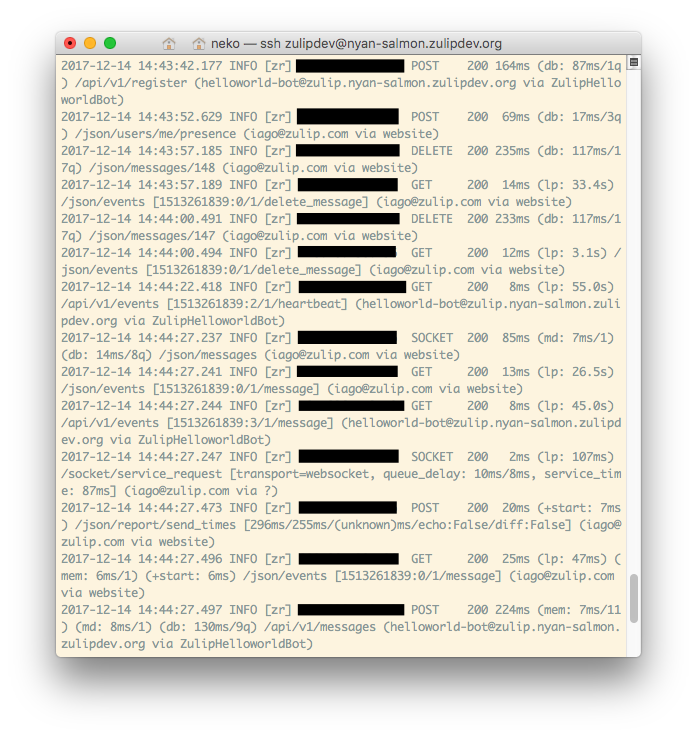 neko — ssh zulipdev@nyan-salmon.zulipdev.org
2017-12-14 14:43:42.177 INFO [zr] POST 200 164ms (db: 87ms/1q
) /api/v1/register (helloworld-bot@zulip.nyan-salmon.zulipdev.org via ZulipHello
worldBot)
2017-12-14 14:43:52.629 INFO [zr] POST 200 69ms (db: 17ms/3q
) /json/users/me/presence (iago@zulip.com via website)
2017-12-14 14:43:57.185 INFO [zr] DELETE 200 235ms (db: 117ms/1
7q) /json/messages/148 (iago@zulip.com via website)
2017-12-14 14:43:57.189 INFO [zr] GET 200 14ms (lp: 33.4s)
/json/events [1513261839:0/1/delete_message] (iago@zulip.com via website)
2017-12-14 14:44:00.491 INFO [zr] DELETE 200 233ms (db: 117ms/1
7q) /json/messages/147 (iago@zulip.com via website)
2017-12-14 14:44:00.494 INFO [zr] GET 200 12ms (lp: 3.1s) /
json/events [1513261839:0/1/delete_message] (iago@zulip.com via website)
2017-12-14 14:44:22.418 INFO [zr] GET 200 8ms (lp: 55.0s)
/api/v1/events [1513261839:2/1/heartbeat] (helloworld-bot@zulip.nyan-salmon.zuli
pdev.org via ZulipHelloworldBot)
2017-12-14 14:44:27.237 INFO [zr] SOCKET 200 85ms (md: 7ms/1)
(db: 14ms/8q) /json/messages (iago@zulip.com via website)
2017-12-14 14:44:27.241 INFO [zr] GET 200 13ms (lp: 26.5s)
/json/events [1513261839:0/1/message] (iago@zulip.com via website)
2017-12-14 14:44:27.244 INFO [zr] GET 200 8ms (lp: 45.0s)
/api/v1/events [1513261839:3/1/message] (helloworld-bot@zulip.nyan-salmon.zulipd
ev.org via ZulipHelloworldBot)
2017-12-14 14:44:27.247 INFO [zr] SOCKET 200 2ms (lp: 107ms)
/socket/service_request [transport=websocket, queue_delay: 10ms/8ms, service_tim
e: 87ms] (iago@zulip.com via ?)
2017-12-14 14:44:27.473 INFO [zr] POST 200 20ms (+start: 7ms
) /json/report/send_times [296ms/255ms/(unknown)ms/echo:False/diff:False] (iago@
zulip.com via website)
2017-12-14 14:44:27.496 INFO [zr] GET 200 25ms (lp: 47ms) (
mem: 6ms/1) (+start: 6ms) /json/events [1513261839:0/1/message] (iago@zulip.com
via website)
2017-12-14 14:44:27.497 INFO [zr] POST 200 224ms (mem: 7ms/11
) (md: 8ms/1) (db: 130ms/9q) /api/v1/messages (helloworld-bot@zulip.nyan-salmon.
zulipdev.org via ZulipHelloworldBot)